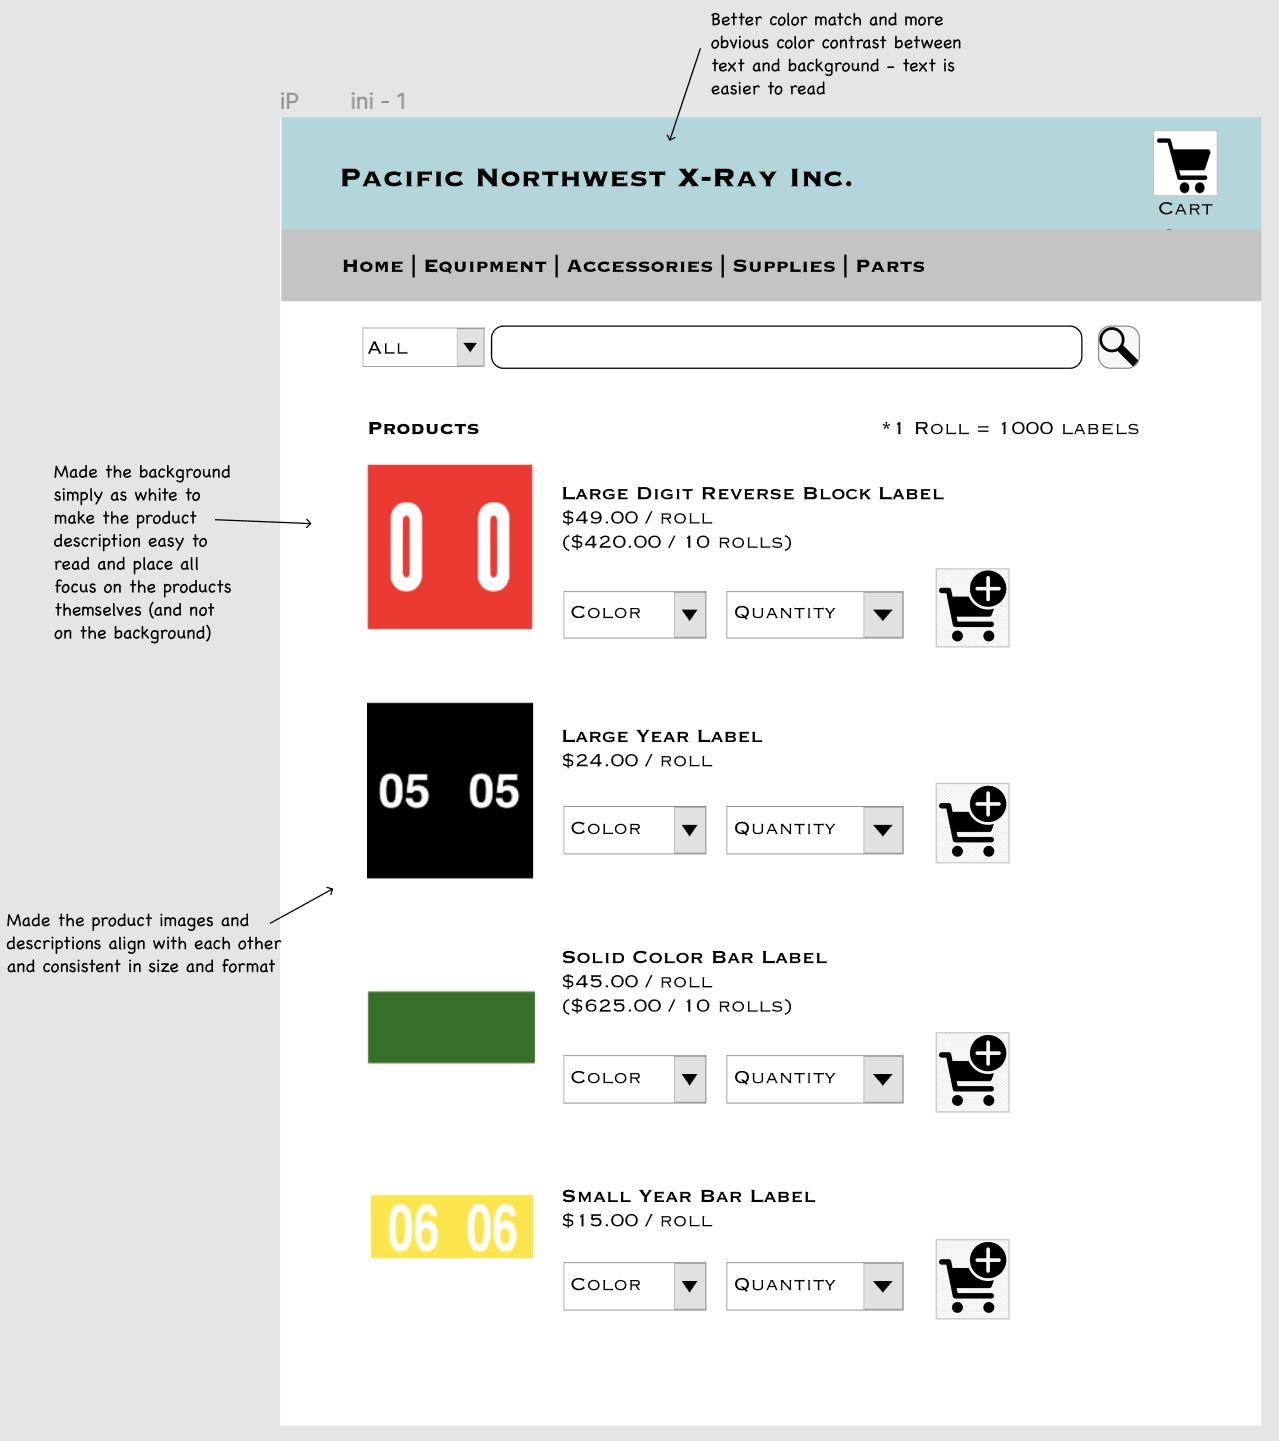 Better color match and more
obvious color contrast between
text and background - text is
easier to read
iP ini - 1
Pacific Northwest X-Ray Inc.
Cart
Home | Equipment | Accessories | Supplies | Parts
All
Products
*1 Roll = 1000 labels
Made the background
simply as white to
make the product
description easy to
read and place all
focus on the products
themselves (and not
on the background)
0 0
Large Digit Reverse Block Label
$49.00 / roll
($420.00 / 10 rolls)
Color
Quantity
05 05
Large Year Label
$24.00 / roll
Color
Quantity
Made the product images and
descriptions align with each other
and consistent in size and format
Solid Color Bar Label
$45.00 / roll
($625.00 / 10 rolls)
Color
Quantity
06 06
Small Year Bar Label
$15.00 / roll
Color
Quantity